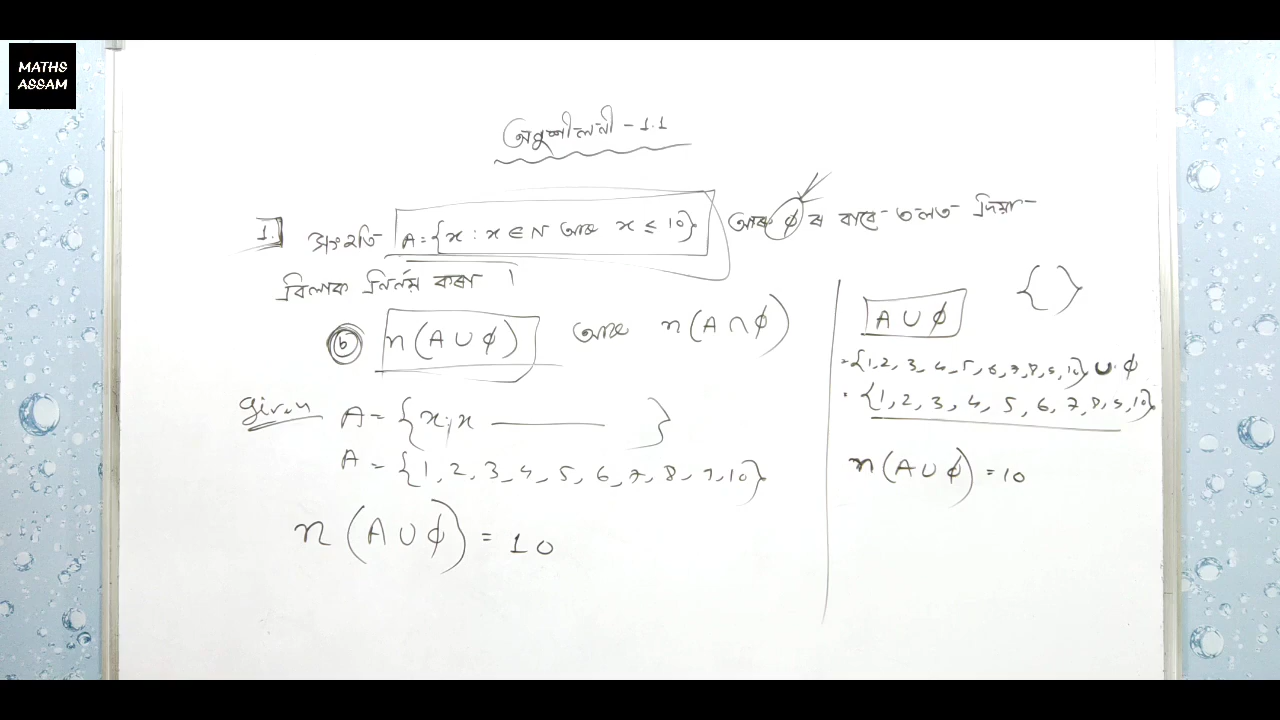 MATHS
ASSAM
অনুশীলনী - 1.1
1. সংহতি A = {x : x ∈ N আৰু x ≤ 10} আৰু ϕ ৰ বাবে তলত দিয়া
বিলাক নিৰ্নয় কৰা ।
b n(A ∪ ϕ) আৰু n(A ∩ ϕ)
Given A = {x : x ——— }
A = {1, 2, 3, 4, 5, 6, 7, 8, 9, 10}
n(A ∪ ϕ) = 10
{ }
A ∪ ϕ
= {1, 2, 3, 4, 5, 6, 7, 8, 9, 10} ∪ ϕ
= {1, 2, 3, 4, 5, 6, 7, 8, 9, 10}
n(A ∪ ϕ) = 10